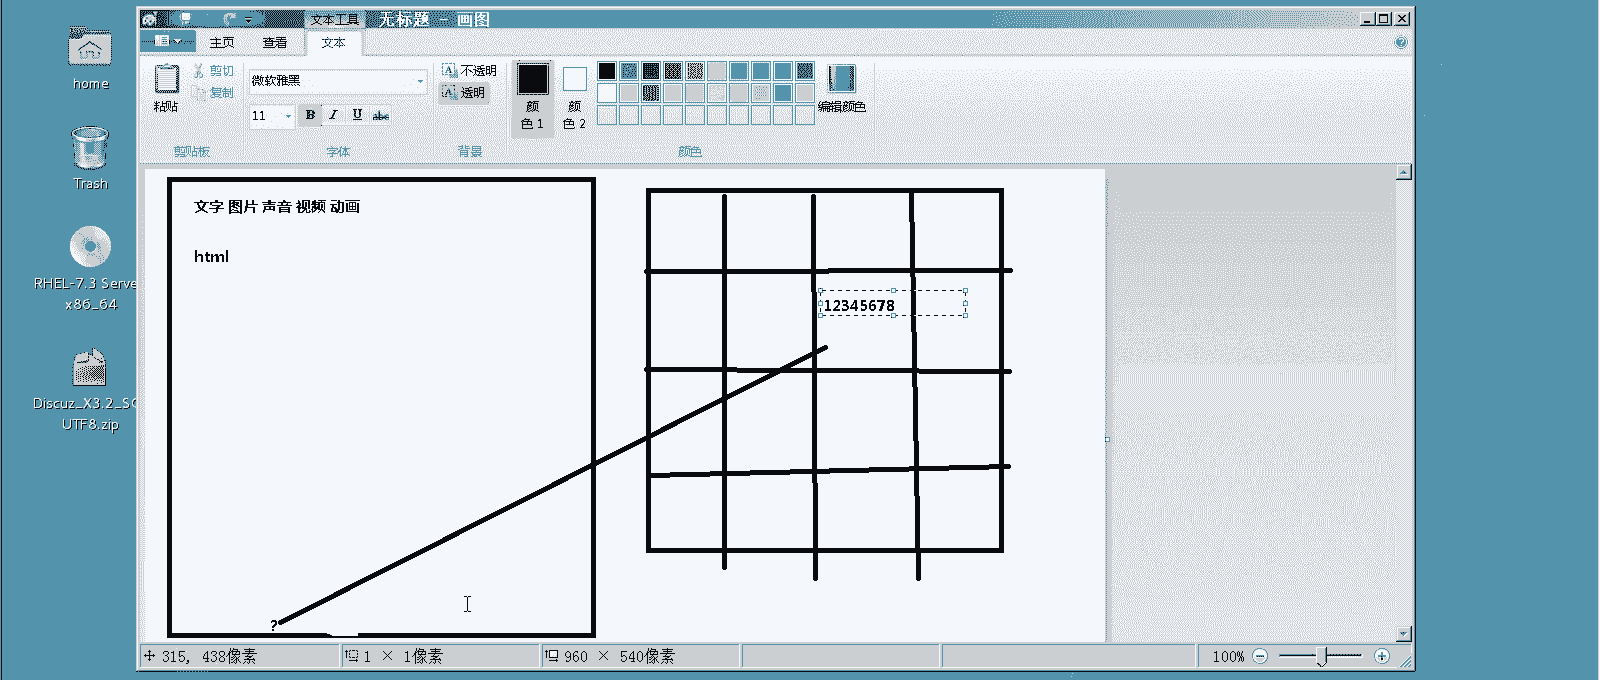 文本工具
无标题 - 画图
主页
查看
文本
home
Trash
RHEL-7.3 Serve
x86_64
Discuz_X3.2_SC
UTF8.zip
粘贴
剪切
复制
剪贴板
微软雅黑
11
B I U abc
字体
不透明
透明
背景
颜
色 1
颜
色 2
编辑颜色
颜色
文字 图片 声音 视频 动画
html
12345678
?
315, 438像素
1 × 1像素
960 × 540像素
100%